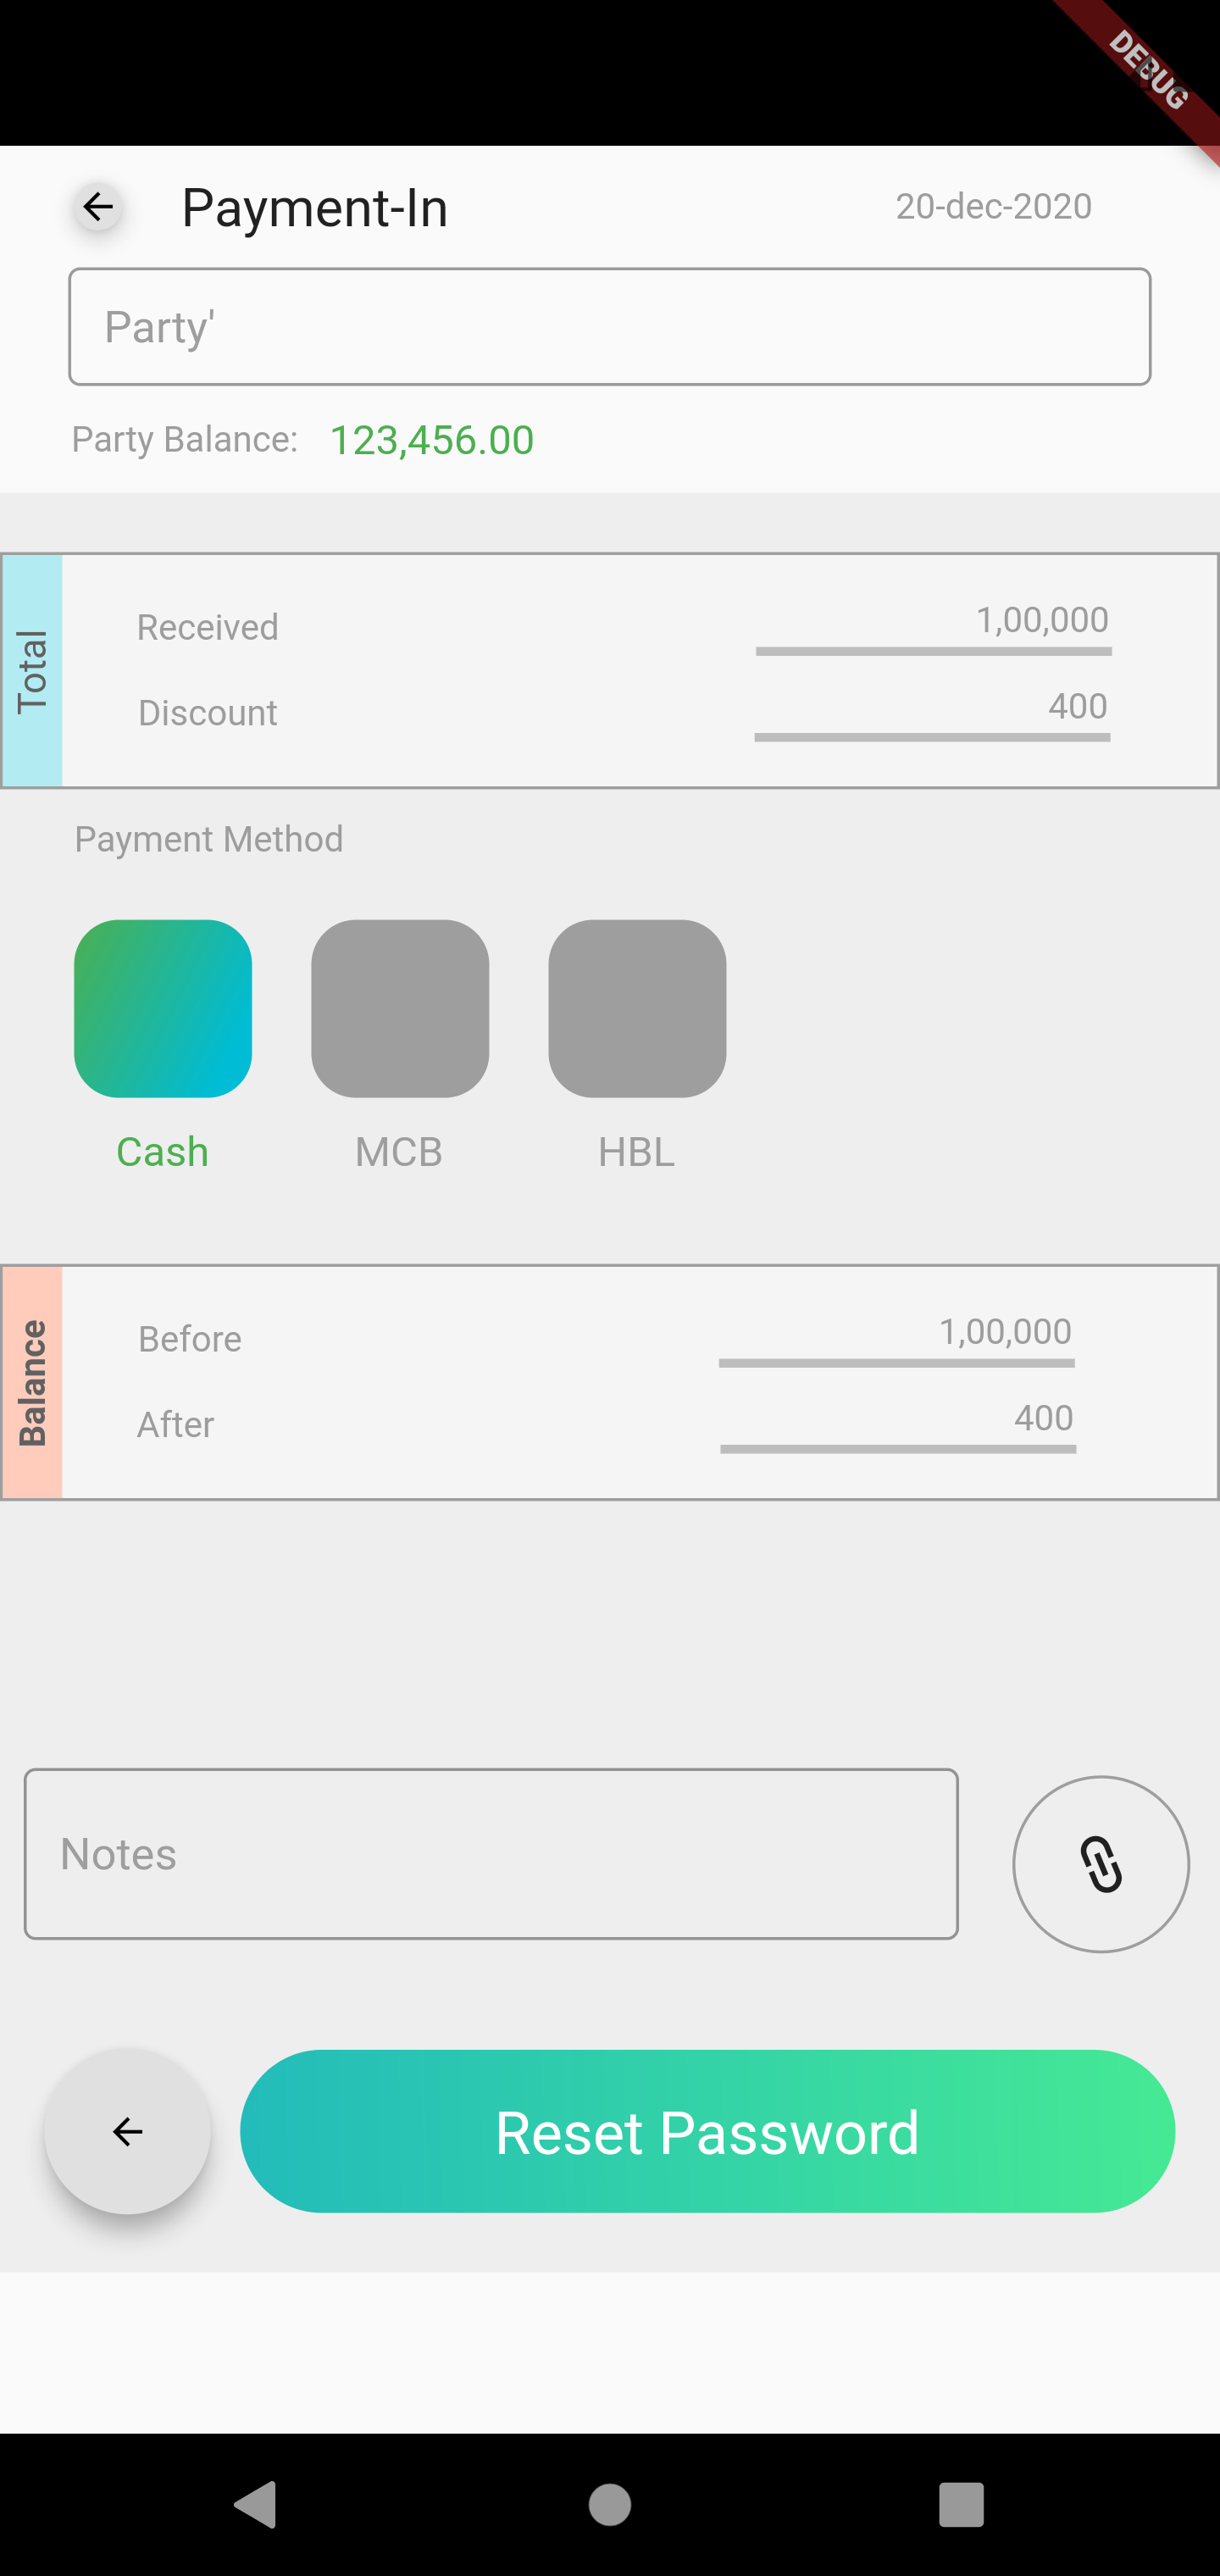 DEBUG
Payment-In
20-dec-2020
Party'
Party Balance: 123,456.00
Total
Received 1,00,000
Discount 400
Payment Method
Cash MCB HBL
Balance
Before 1,00,000
After 400
Notes
Reset Password